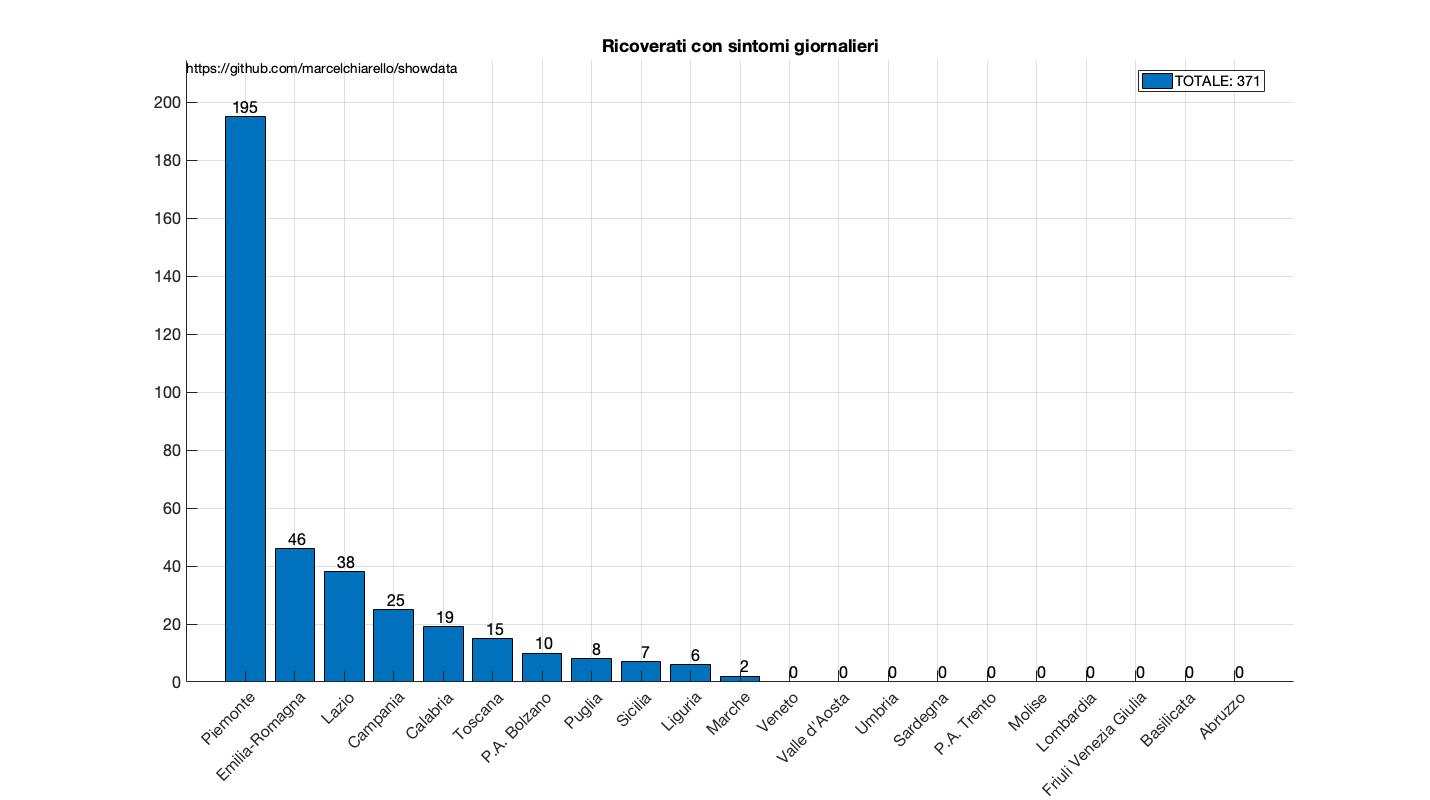 Ricoverati con sintomi giornalieri
https://github.com/marcelchiarello/showdata
TOTALE: 371
200
180
160
140
120
100
80
60
40
20
0
195
46
38
25
19
15
10
8
7
6
2
0
0
0
0
0
0
0
0
0
0
Piemonte
Emilia-Romagna
Lazio
Campania
Calabria
Toscana
P.A. Bolzano
Puglia
Sicilia
Liguria
Marche
Veneto
Valle d'Aosta
Umbria
Sardegna
P.A. Trento
Molise
Lombardia
Friuli Venezia Giulia
Basilicata
Abruzzo